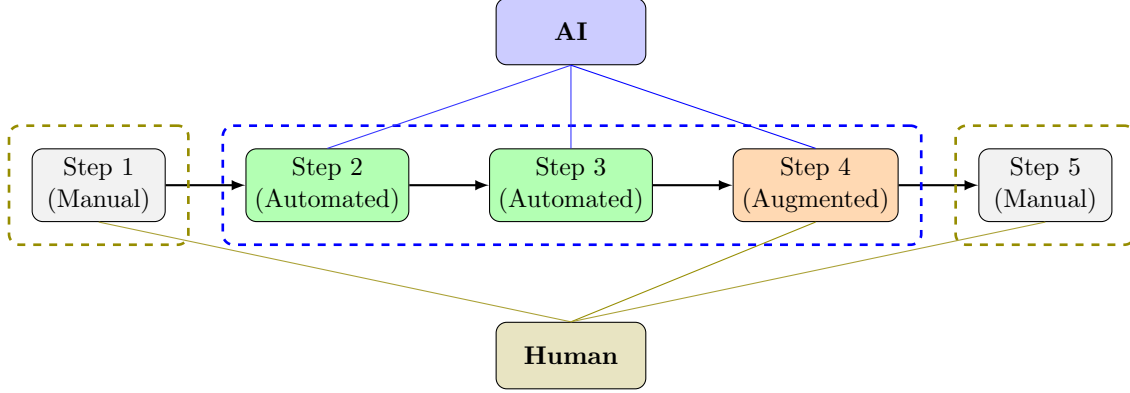 AI
Step 1
(Manual)
Step 2
(Automated)
Step 3
(Automated)
Step 4
(Augmented)
Step 5
(Manual)
Human